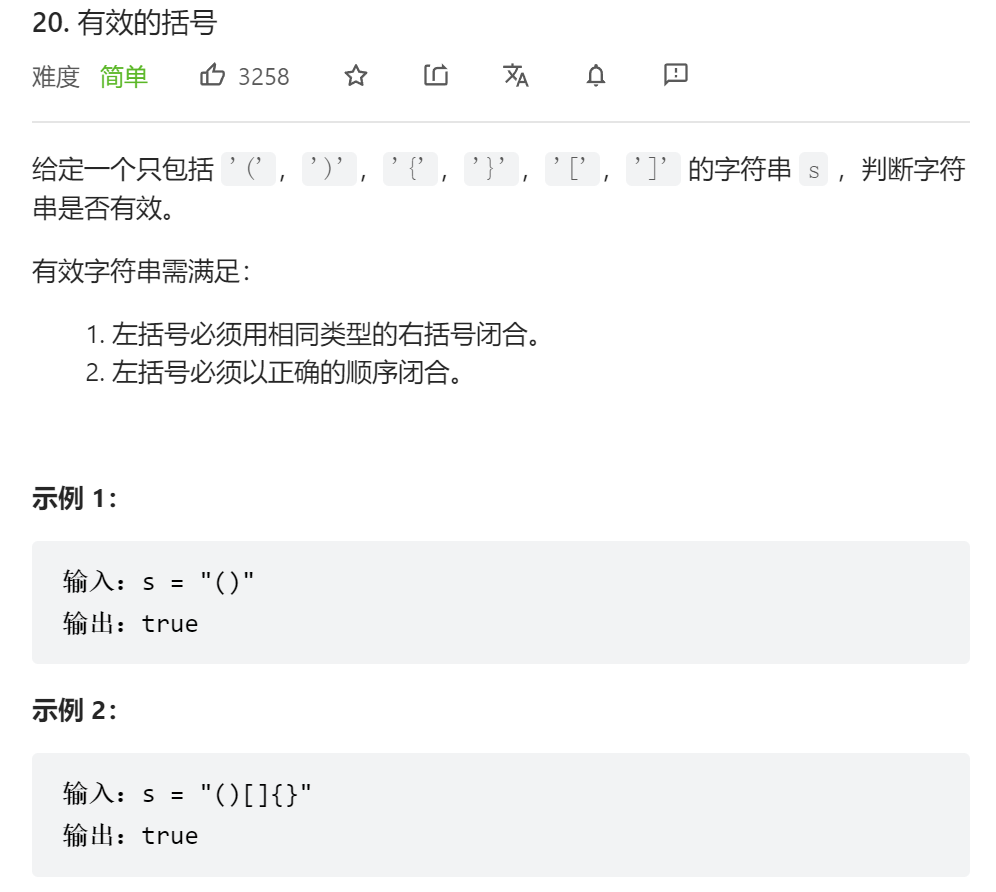 20. 有效的括号
难度 简单 3258
给定一个只包括 '(', ')', '{', '}', '[', ']' 的字符串 s ，判断字符
串是否有效。
有效字符串需满足：
1. 左括号必须用相同类型的右括号闭合。
2. 左括号必须以正确的顺序闭合。
示例 1：
输入：s = "()"
输出：true
示例 2：
输入：s = "()[]{}"
输出：true